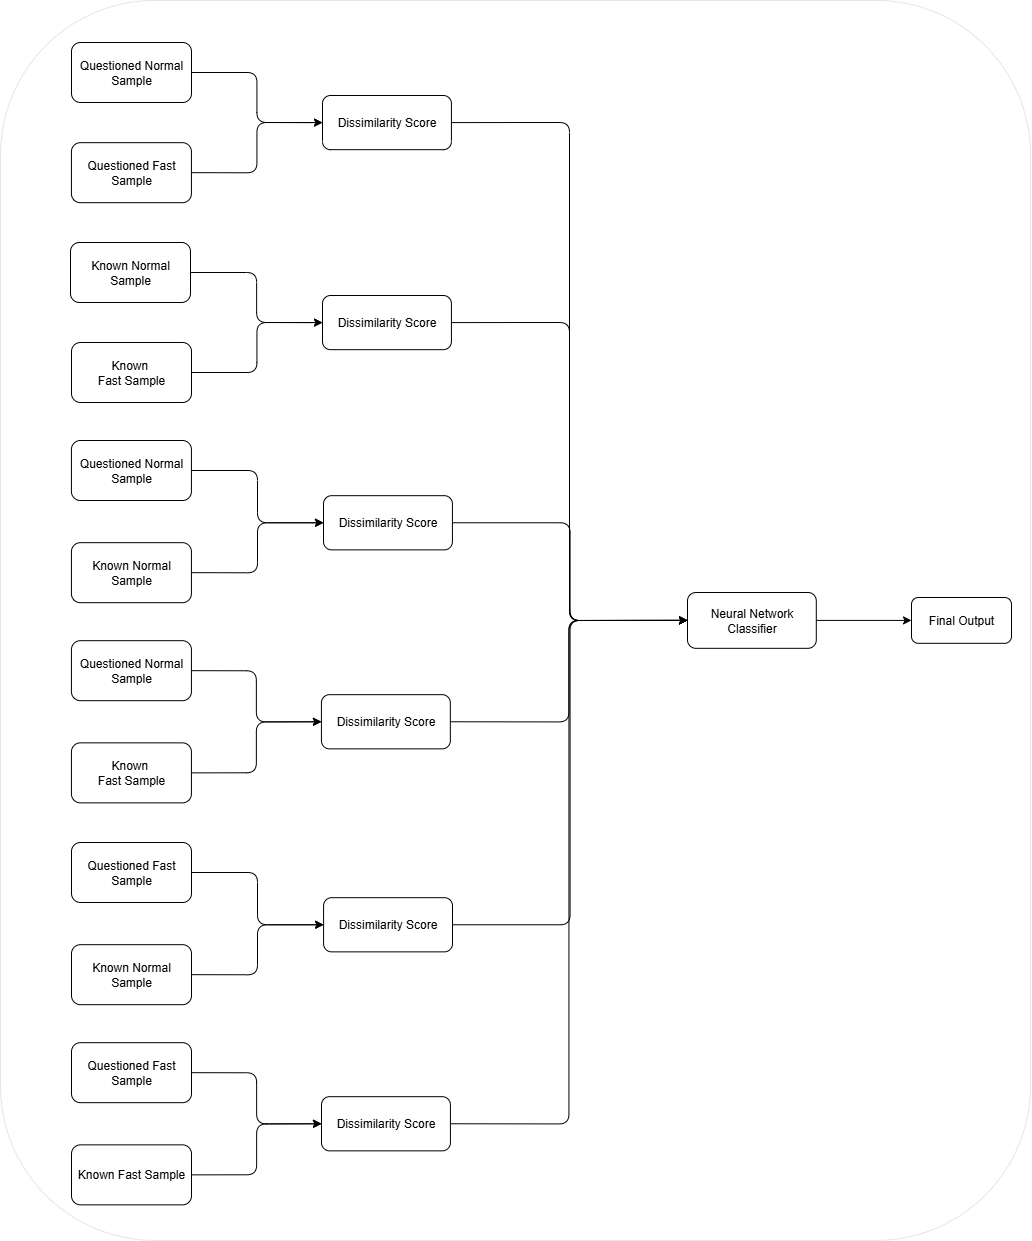 Questioned Normal
Sample
Questioned Fast
Sample
Dissimilarity Score
Known Normal
Sample
Known
Fast Sample
Dissimilarity Score
Questioned Normal
Sample
Known Normal
Sample
Dissimilarity Score
Questioned Normal
Sample
Known
Fast Sample
Dissimilarity Score
Questioned Fast
Sample
Known Normal
Sample
Dissimilarity Score
Questioned Fast
Sample
Known Fast Sample
Dissimilarity Score
Neural Network
Classifier
Final Output